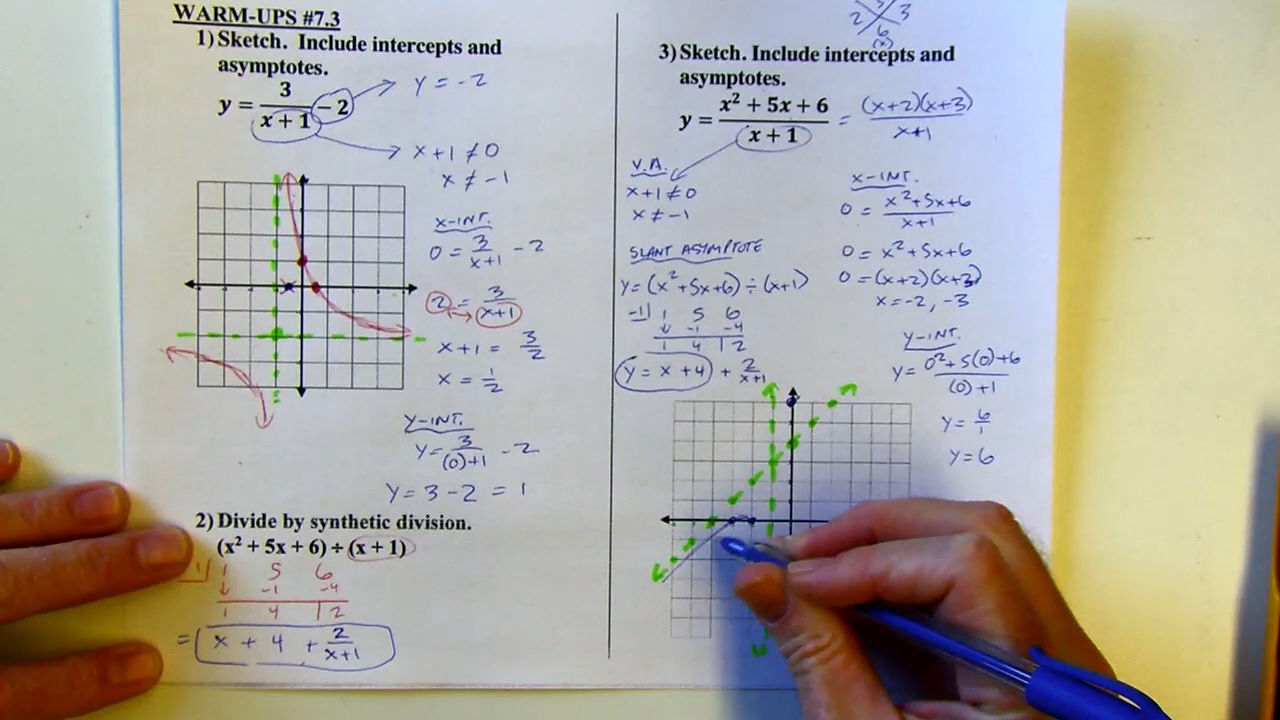 WARM-UPS #7.3
1) Sketch. Include intercepts and
asymptotes.
y = 3/(x + 1) − 2
y = -2
x+1 ≠ 0
x ≠ -1
X-INT.
0 = 3/(x+1) - 2
2 = 3/(x+1)
x+1 = 3/2
x = 1/2
Y-INT.
y = 3/((0)+1) - 2
y = 3 - 2 = 1
2) Divide by synthetic division.
(x² + 5x + 6) ÷ (x + 1)
-1 1 5 6
↓ -1 -4
1 4 2
= x + 4 + 2/(x+1)
2 3
6
3) Sketch. Include intercepts and
asymptotes.
y = (x² + 5x + 6)/(x + 1) = (x+2)(x+3)/(x+1)
V.A.
x+1 ≠ 0
x ≠ -1
SLANT ASYMPTOTE
y = (x² + 5x + 6) ÷ (x+1)
-1 1 5 6
↓ -1 -4
1 4 2
y = x + 4 + 2/(x+1)
X-INT.
0 = (x²+5x+6)/(x+1)
0 = x² + 5x + 6
0 = (x+2)(x+3)
x = -2, -3
Y-INT.
y = (0² + 5(0) + 6)/((0) + 1)
y = 6/1
y = 6